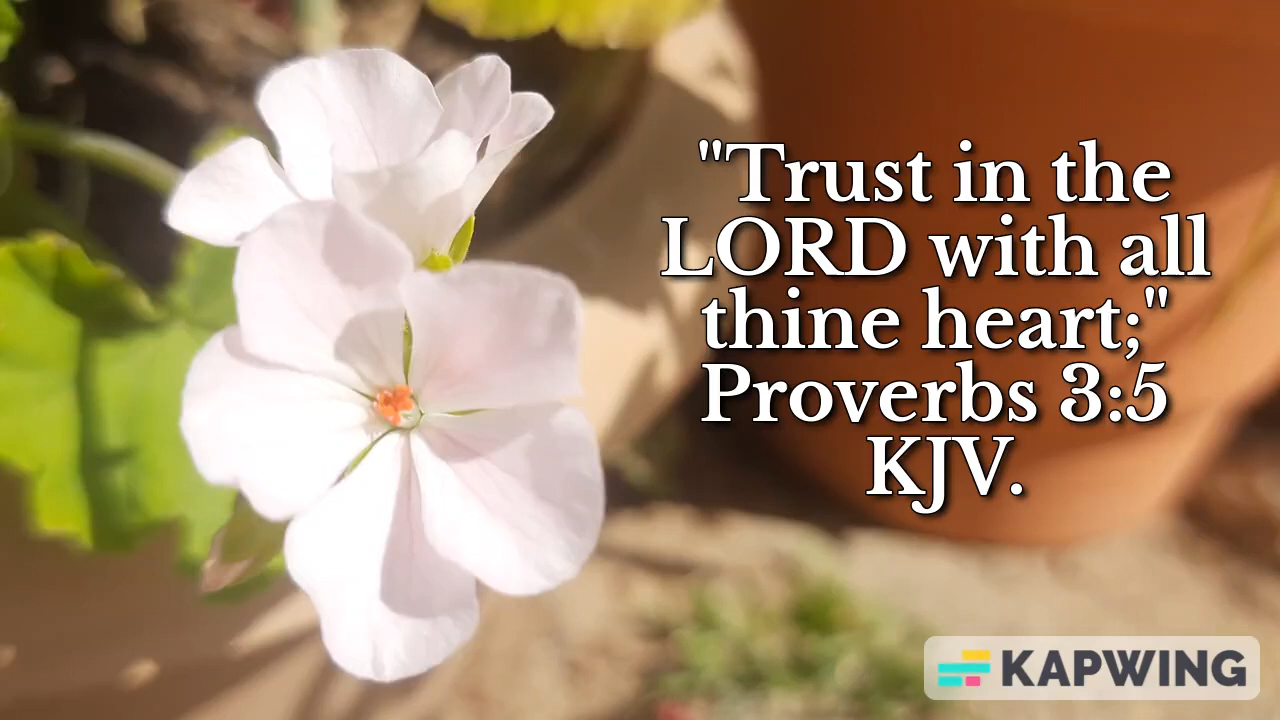 "Trust in the
LORD with all
thine heart;"
Proverbs 3:5
KJV.
KAPWING